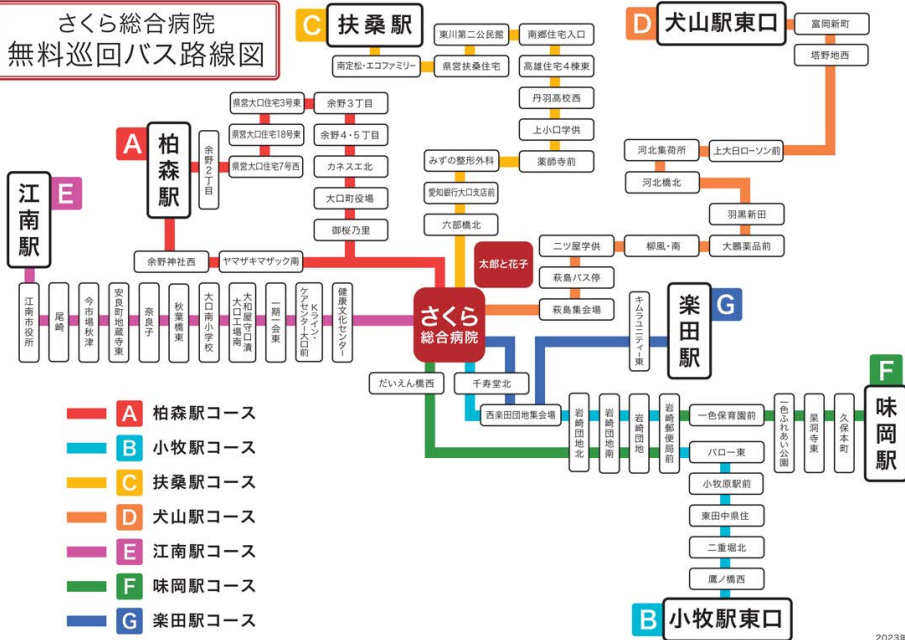 さくら総合病院
無料巡回バス路線図
C
扶桑駅
東川第二公民館
南郷住宅入口
南定松・エコファミリー
県営扶桑住宅
高雄住宅4棟東
丹羽高校西
上小口学供
薬師寺前
みずの整形外科
愛知銀行大口支店前
六部橋北
D
犬山駅東口
富岡新町
塔野地西
上大日ローソン前
河北集荷所
河北橋北
羽黒新田
大鵬薬品前
柳風・南
二ツ屋学供
萩島バス停
萩島集会場
A
柏森駅
余野2丁目
県営大口住宅7号西
県営大口住宅18号東
県営大口住宅3号東
余野3丁目
余野4・5丁目
カネスエ北
大口町役場
御桜乃里
余野神社西
ヤマザキマザック南
E
江南駅
江南市役所
尾崎
今市場秋津
安良町地蔵寺東
奈良子
秋葉橋東
大口南小学校
大和屋守口漬
大口工場南
一期一会東
Kライン・
ケアセンター大口前
健康文化センター
太郎と花子
さくら
総合病院
G
楽田駅
キムラユニティー東
だいえん橋西
千寿堂北
西楽田団地集会場
岩崎団地北
岩崎団地南
岩崎団地
岩崎郵便局前
一色保育園前
一色ふれあい公園
杲洞寺東
久保本町
F
味岡駅
バロー東
小牧原駅前
東田中県住
二重堀北
鷹ノ橋西
B
小牧駅東口
A 柏森駅コース
B 小牧駅コース
C 扶桑駅コース
D 犬山駅コース
E 江南駅コース
F 味岡駅コース
G 楽田駅コース